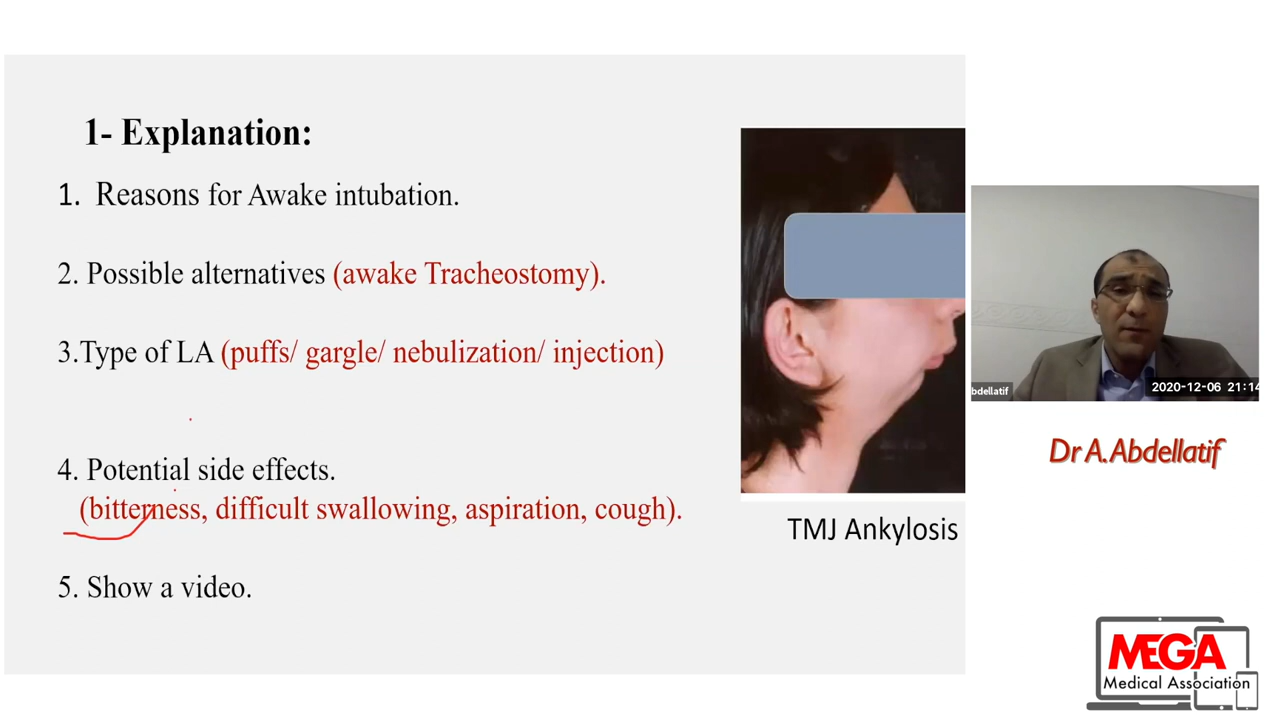 1- Explanation:
1. Reasons for Awake intubation.
2. Possible alternatives (awake Tracheostomy).
3.Type of LA (puffs/ gargle/ nebulization/ injection)
4. Potential side effects.
(bitterness, difficult swallowing, aspiration, cough).
5. Show a video.
TMJ Ankylosis
bdellatif
2020-12-06 21:14
Dr A.Abdellatif
MEGA
Medical Association